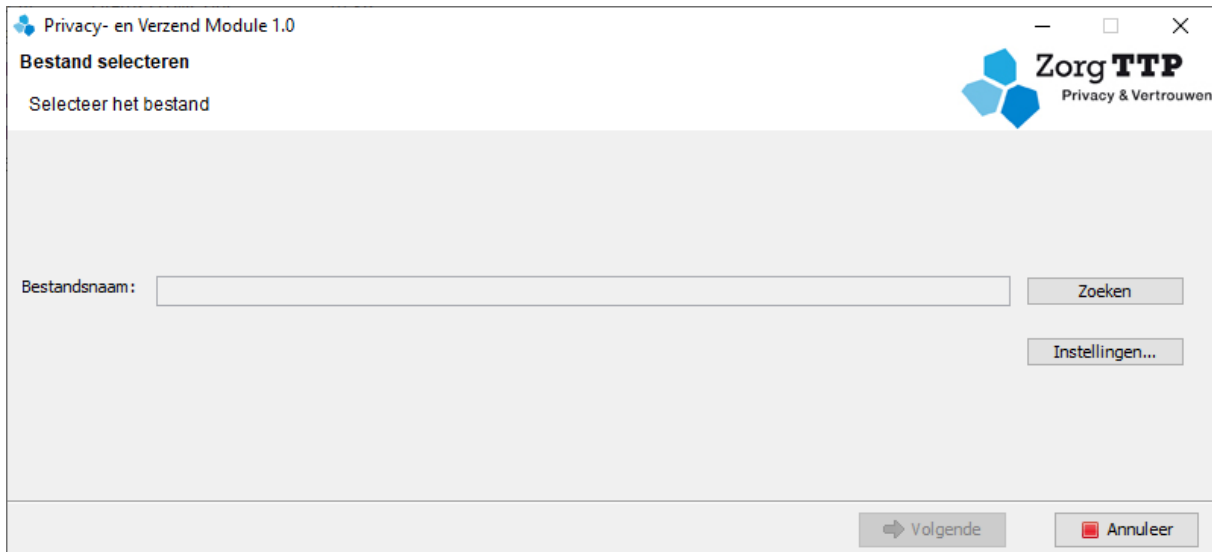 Privacy- en Verzend Module 1.0
Bestand selecteren
Selecteer het bestand
Zorg TTP
Privacy & Vertrouwen
Bestandsnaam:
Zoeken
Instellingen...
Volgende
Annuleer